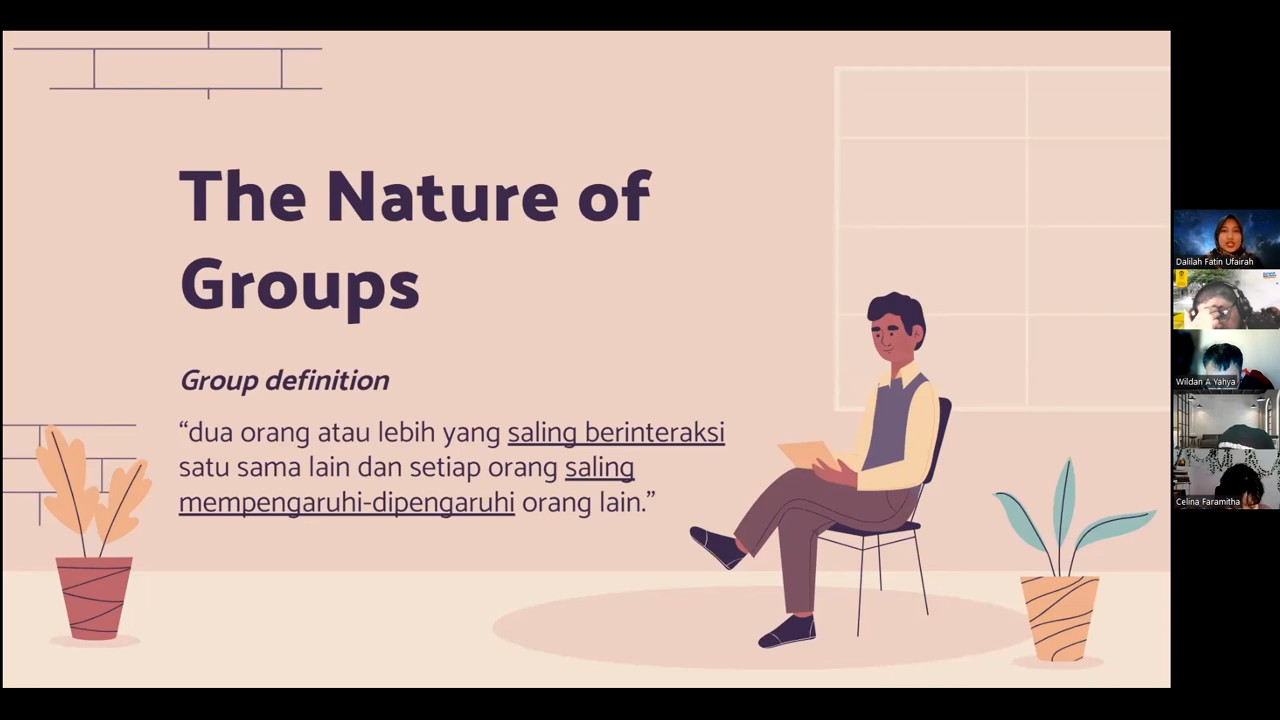 The Nature of
Groups
Group definition
“dua orang atau lebih yang saling berinteraksi
satu sama lain dan setiap orang saling
mempengaruhi-dipengaruhi orang lain.”
Dalilah Fatin Ufairah
Wildan A Yahya
Celina Faramitha